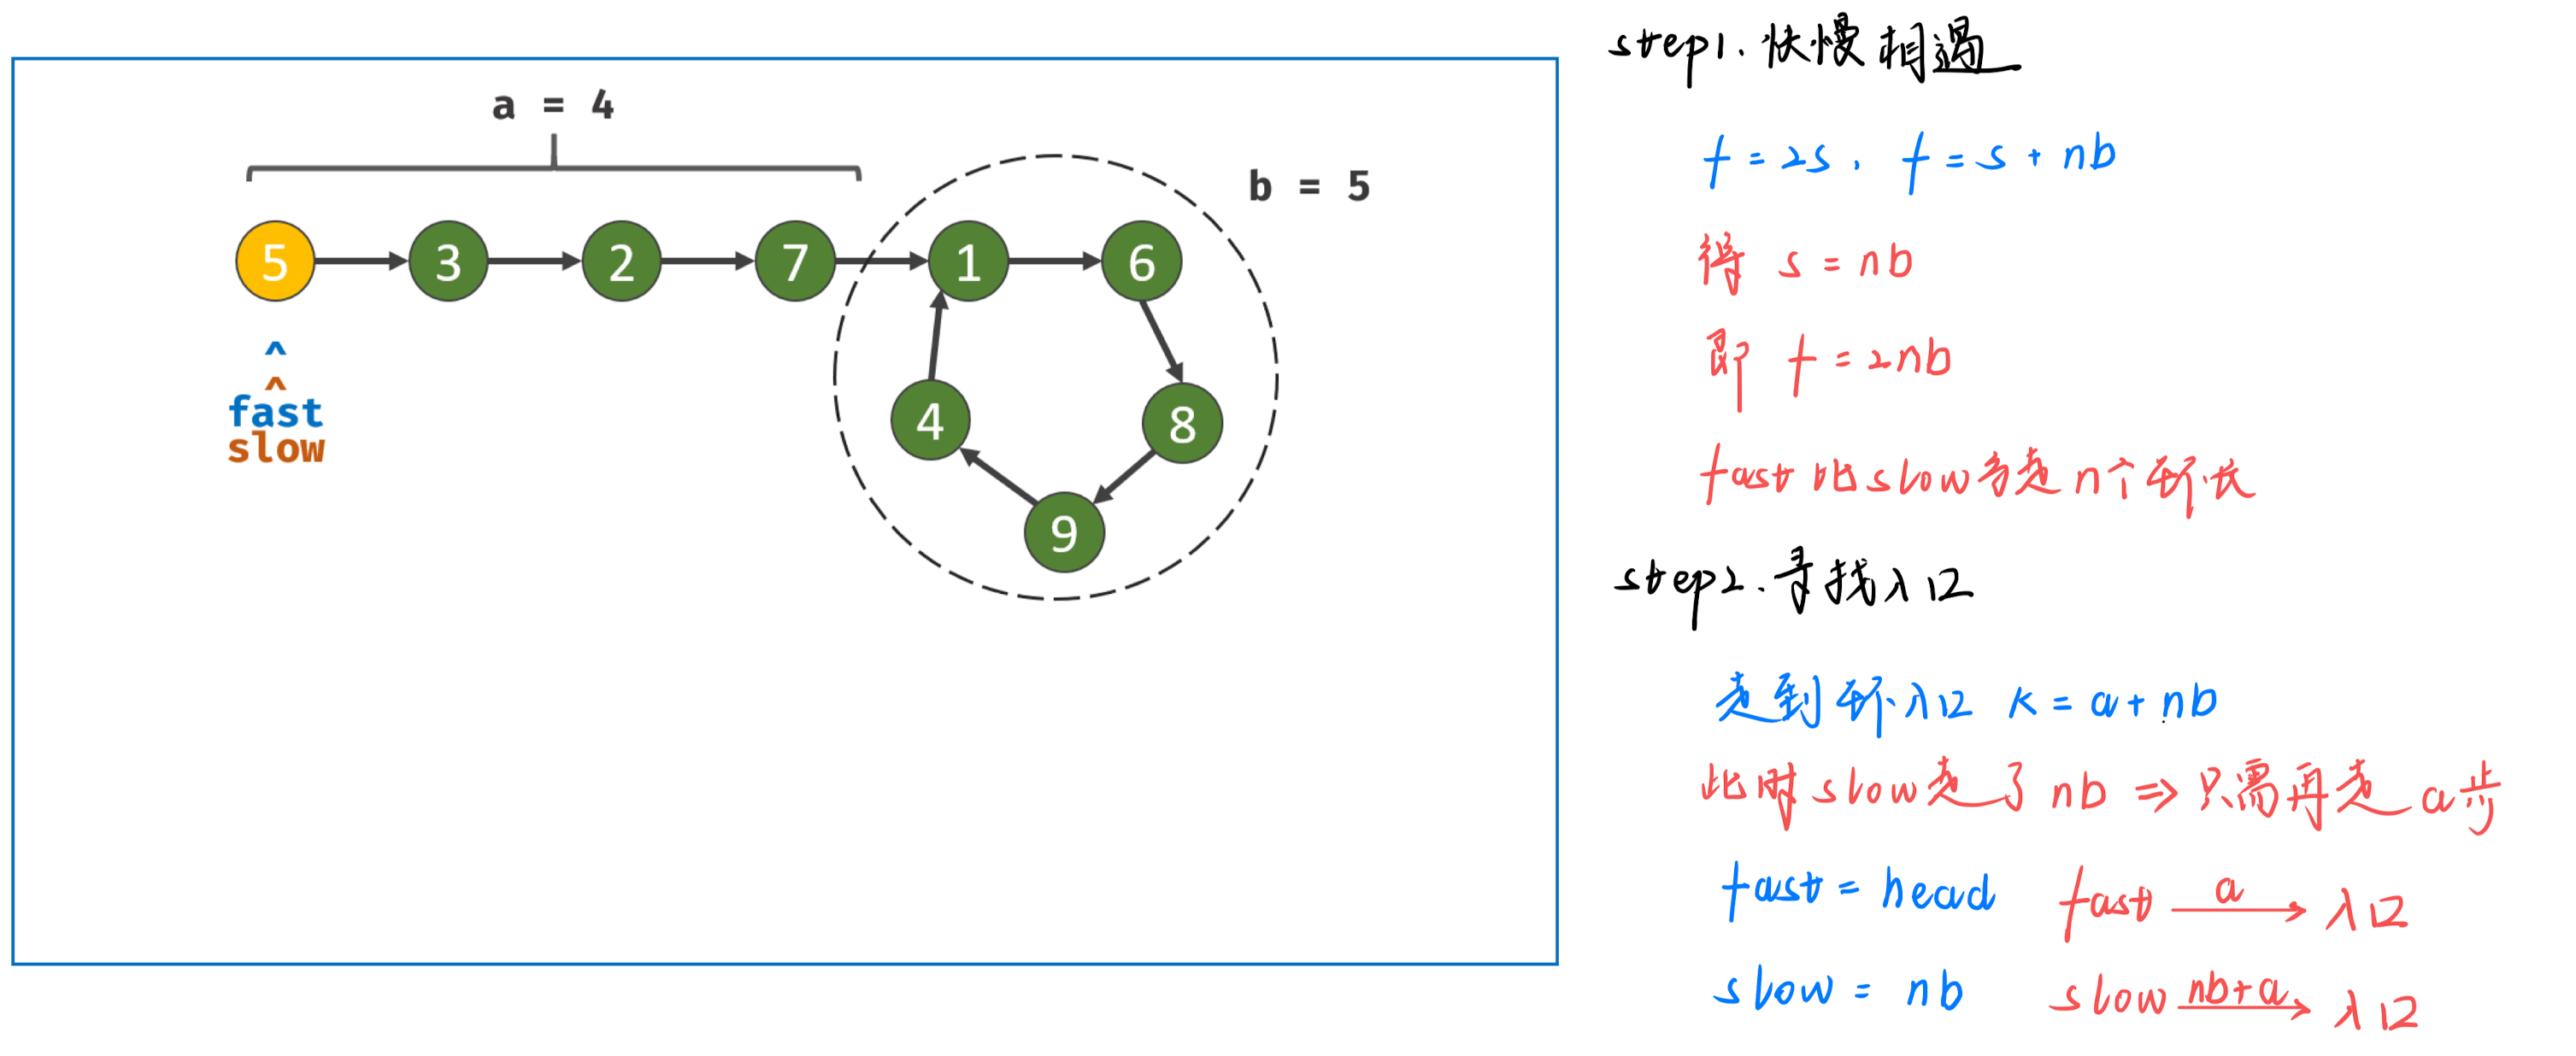 a = 4
b = 5
5 3 2 7 1 6
4 8
9
^
^
fast
slow
step1. 快慢相遇
f = 2s, f = s + nb
得 s = nb
即 f = 2nb
fast 比 slow 多走 n个环长
step2. 寻找入口
走到环入口 K = a + nb
此时 slow 走了 nb ⇒ 只需再走 a步
fast = head fast a→ 入口
slow = nb slow nb+a→ 入口